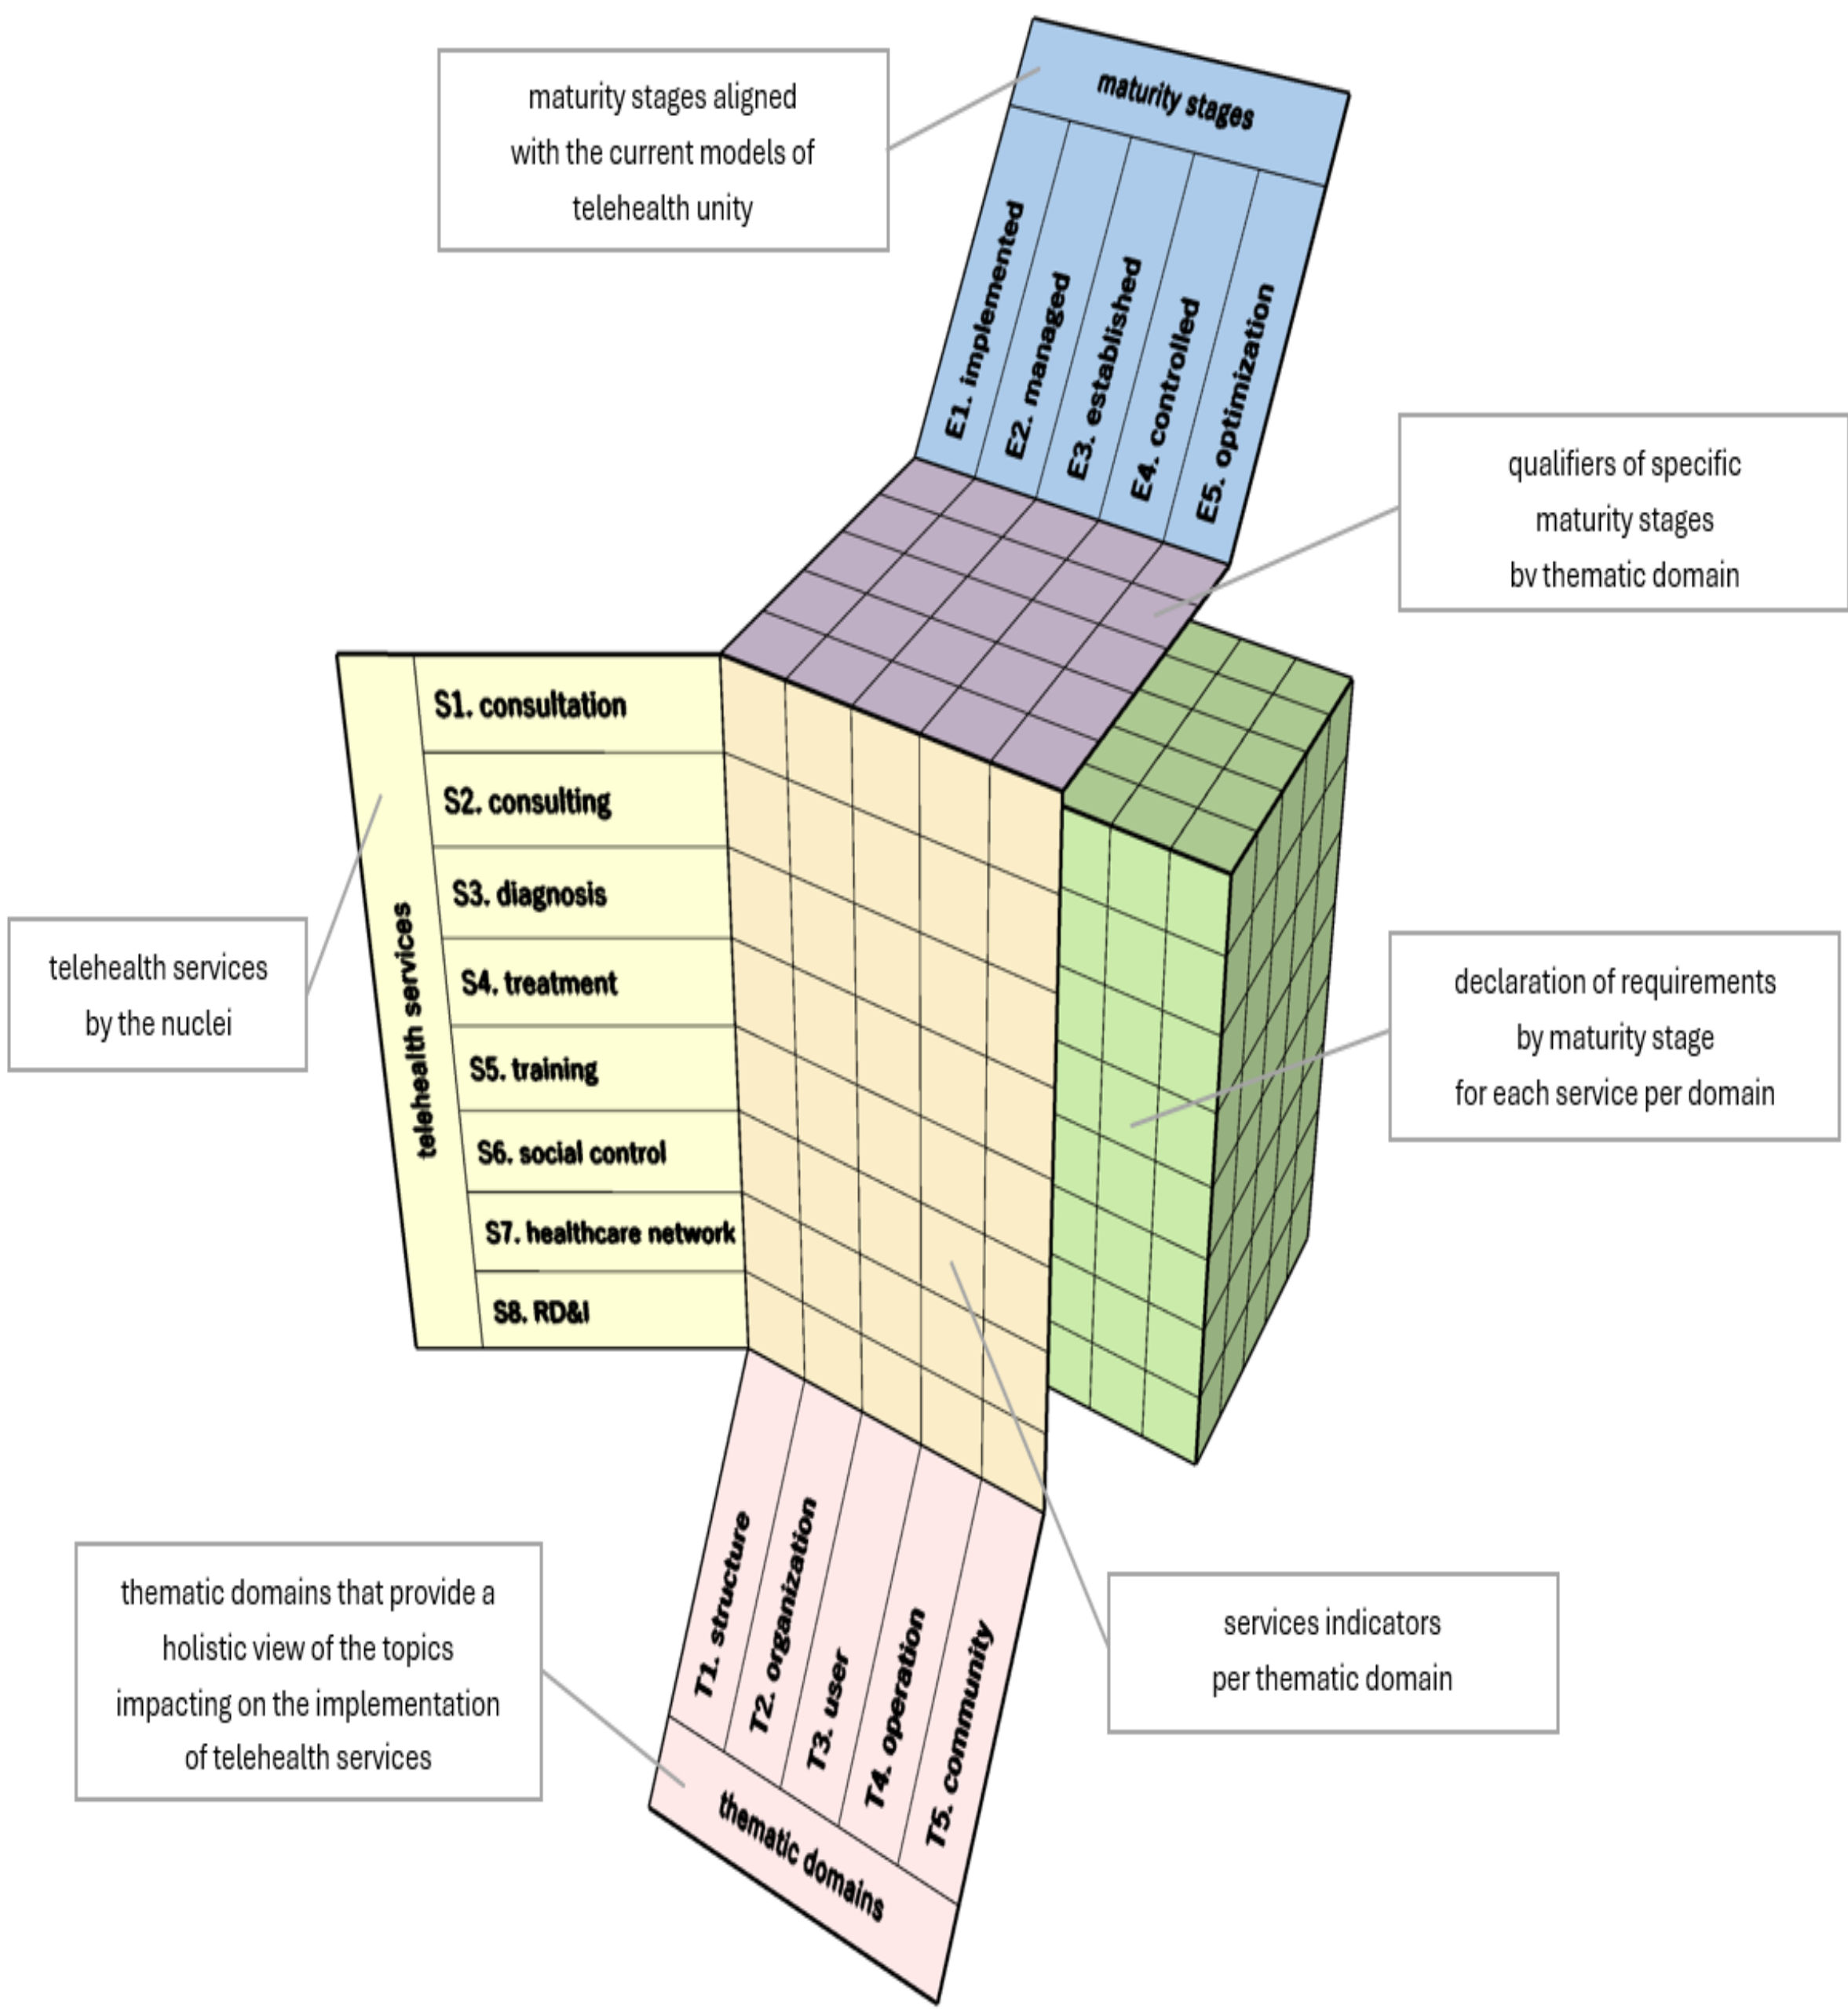 maturity stages aligned
with the current models of
telehealth unity
maturity stages
E1. implemented
E2. managed
E3. established
E4. controlled
E5. optimization
qualifiers of specific
maturity stages
bv thematic domain
telehealth services
S1. consultation
S2. consulting
S3. diagnosis
S4. treatment
S5. training
S6. social control
S7. healthcare network
S8. RD&I
telehealth services
by the nuclei
declaration of requirements
by maturity stage
for each service per domain
T1. structure
T2. organization
T3. user
T4. operation
T5. community
thematic domains
thematic domains that provide a
holistic view of the topics
impacting on the implementation
of telehealth services
services indicators
per thematic domain